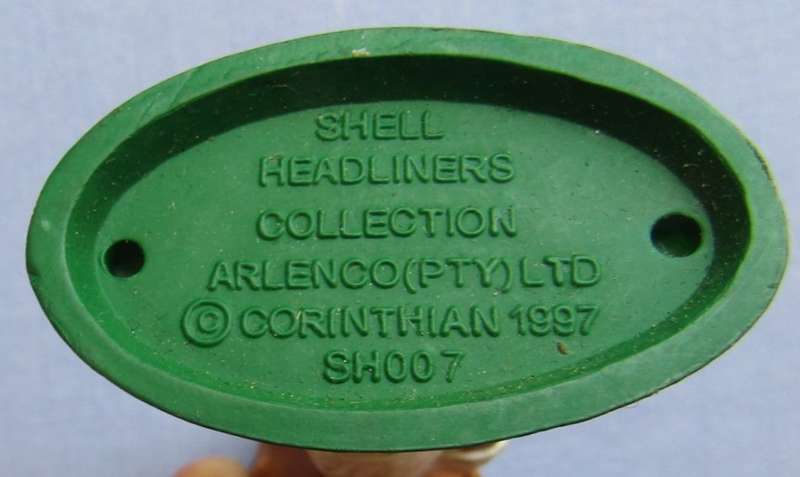 SHELL
HEADLINERS
COLLECTION
ARLENCO(PTY) LTD
© CORINTHIAN 1997
SH007